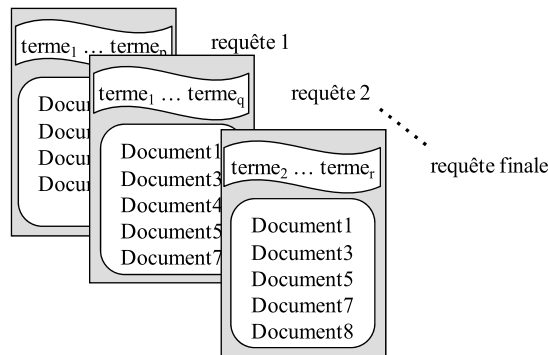 terme1 … termep
requête 1
terme1 … termeq
requête 2
terme2 … termer
requête finale
Document1
Document3
Document4
Document5
Document7
Document1
Document3
Document5
Document7
Document8